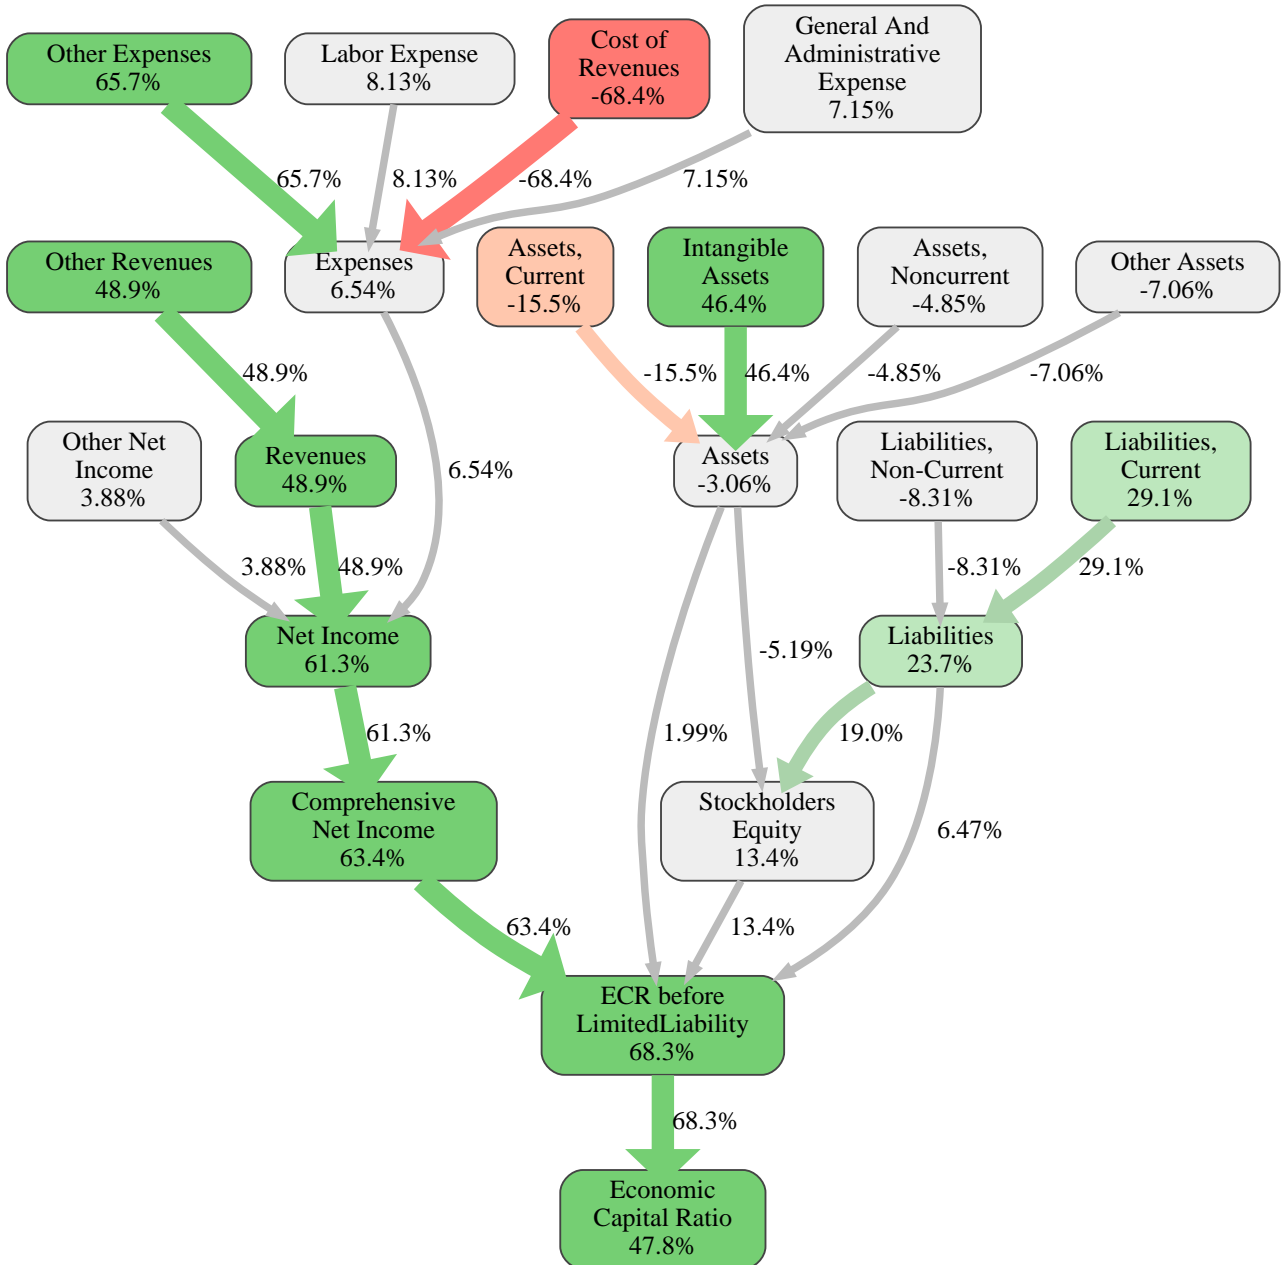 Other Expenses
65.7%
Labor Expense
8.13%
Cost of
Revenues
-68.4%
General And
Administrative
Expense
7.15%
65.7%
8.13%
-68.4%
7.15%
Other Revenues
48.9%
Expenses
6.54%
Assets,
Current
-15.5%
Intangible
Assets
46.4%
Assets,
Noncurrent
-4.85%
Other Assets
-7.06%
48.9%
-15.5%
46.4%
-4.85%
-7.06%
Other Net
Income
3.88%
Revenues
48.9%
6.54%
Assets
-3.06%
Liabilities,
Non-Current
-8.31%
Liabilities,
Current
29.1%
3.88%
48.9%
-8.31%
29.1%
Net Income
61.3%
-5.19%
Liabilities
23.7%
61.3%
1.99%
19.0%
Comprehensive
Net Income
63.4%
Stockholders
Equity
13.4%
6.47%
63.4%
13.4%
ECR before
LimitedLiability
68.3%
68.3%
Economic
Capital Ratio
47.8%